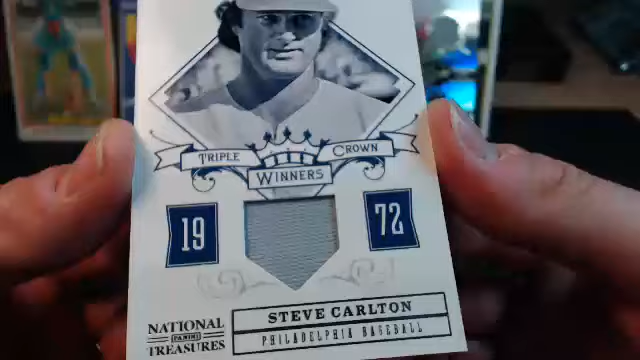 TRIPLE CROWN
WINNERS
19 72
STEVE CARLTON
PHILADELPHIA BASEBALL
NATIONAL
PANINI
TREASURES